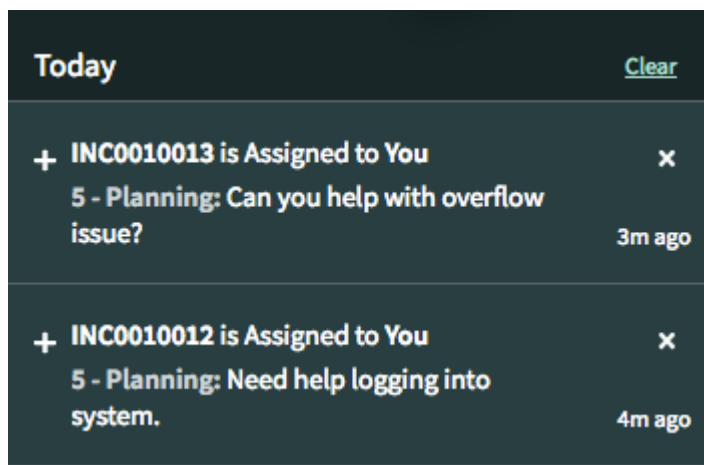 Today
Clear
INC0010013 is Assigned to You
5 - Planning: Can you help with overflow
issue?
3m ago
INC0010012 is Assigned to You
5 - Planning: Need help logging into
system.
4m ago